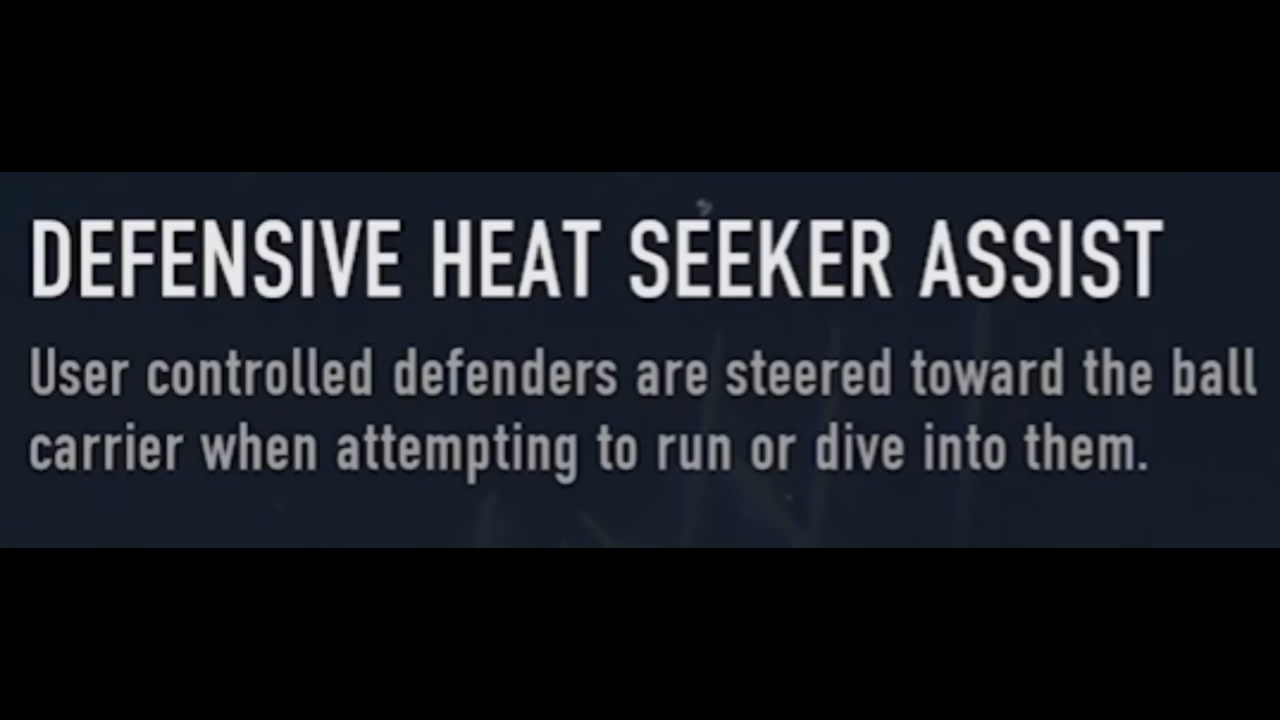 DEFENSIVE HEAT SEEKER ASSIST
User controlled defenders are steered toward the ball
carrier when attempting to run or dive into them.